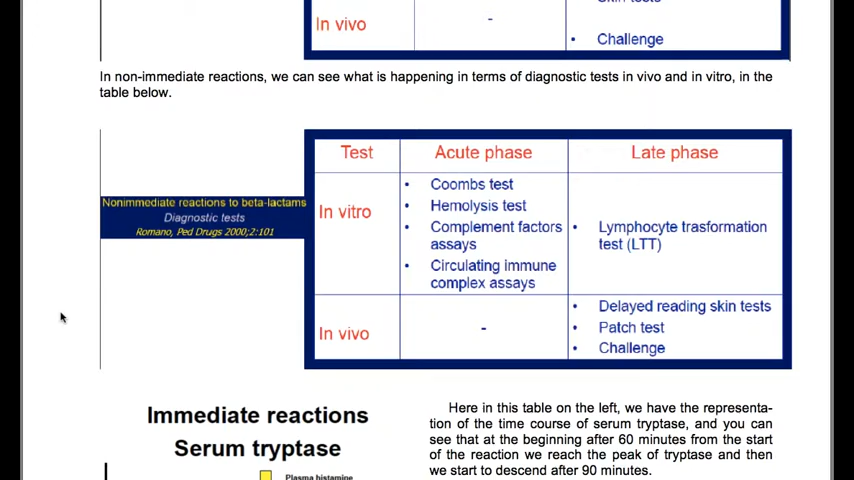 Skin tests
In vivo
-
• Challenge
In non-immediate reactions, we can see what is happening in terms of diagnostic tests in vivo and in vitro, in the
table below.
Nonimmediate reactions to beta-lactams
Diagnostic tests
Romano, Ped Drugs 2000;2:101
Test
Acute phase
Late phase
In vitro
• Coombs test
• Hemolysis test
• Complement factors
assays
• Circulating immune
complex assays
• Lymphocyte trasformation
test (LTT)
In vivo
-
• Delayed reading skin tests
• Patch test
• Challenge
Immediate reactions
Serum tryptase
Plasma histamine
Here in this table on the left, we have the representa-
tion of the time course of serum tryptase, and you can
see that at the beginning after 60 minutes from the start
of the reaction we reach the peak of tryptase and then
we start to descend after 90 minutes.